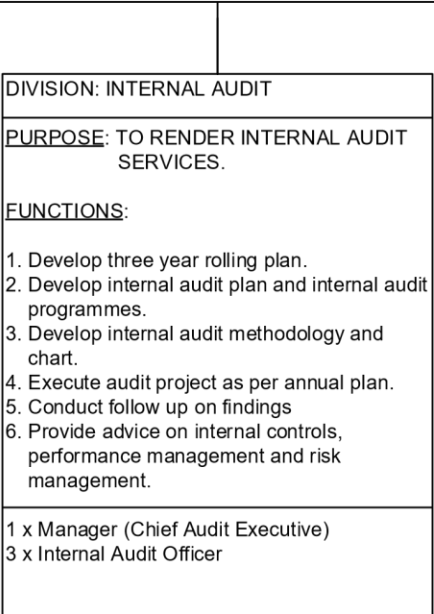 DIVISION: INTERNAL AUDIT
PURPOSE: TO RENDER INTERNAL AUDIT
SERVICES.
FUNCTIONS:
1. Develop three year rolling plan.
2. Develop internal audit plan and internal audit
programmes.
3. Develop internal audit methodology and
chart.
4. Execute audit project as per annual plan.
5. Conduct follow up on findings
6. Provide advice on internal controls,
performance management and risk
management.
1 x Manager (Chief Audit Executive)
3 x Internal Audit Officer